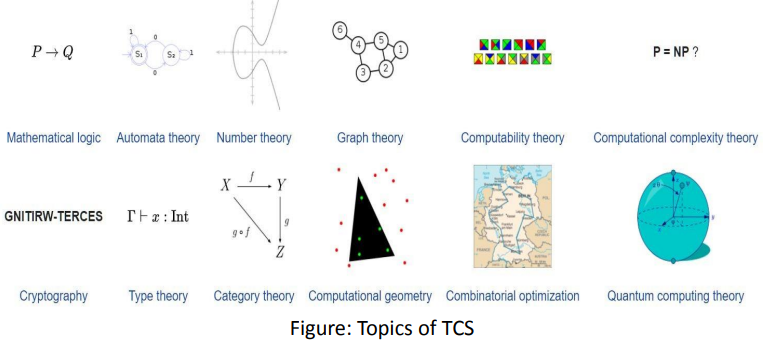 P → Q
1 0 S₁ S₂ 1 0
6 4 5 1 3 2
P = NP ?
Mathematical logic Automata theory Number theory Graph theory Computability theory Computational complexity theory
GNITIRW-TERCES
Γ ⊢ x : Int
X f Y
g∘f g
Z
Cryptography Type theory Category theory Computational geometry Combinatorial optimization Quantum computing theory
Figure: Topics of TCS